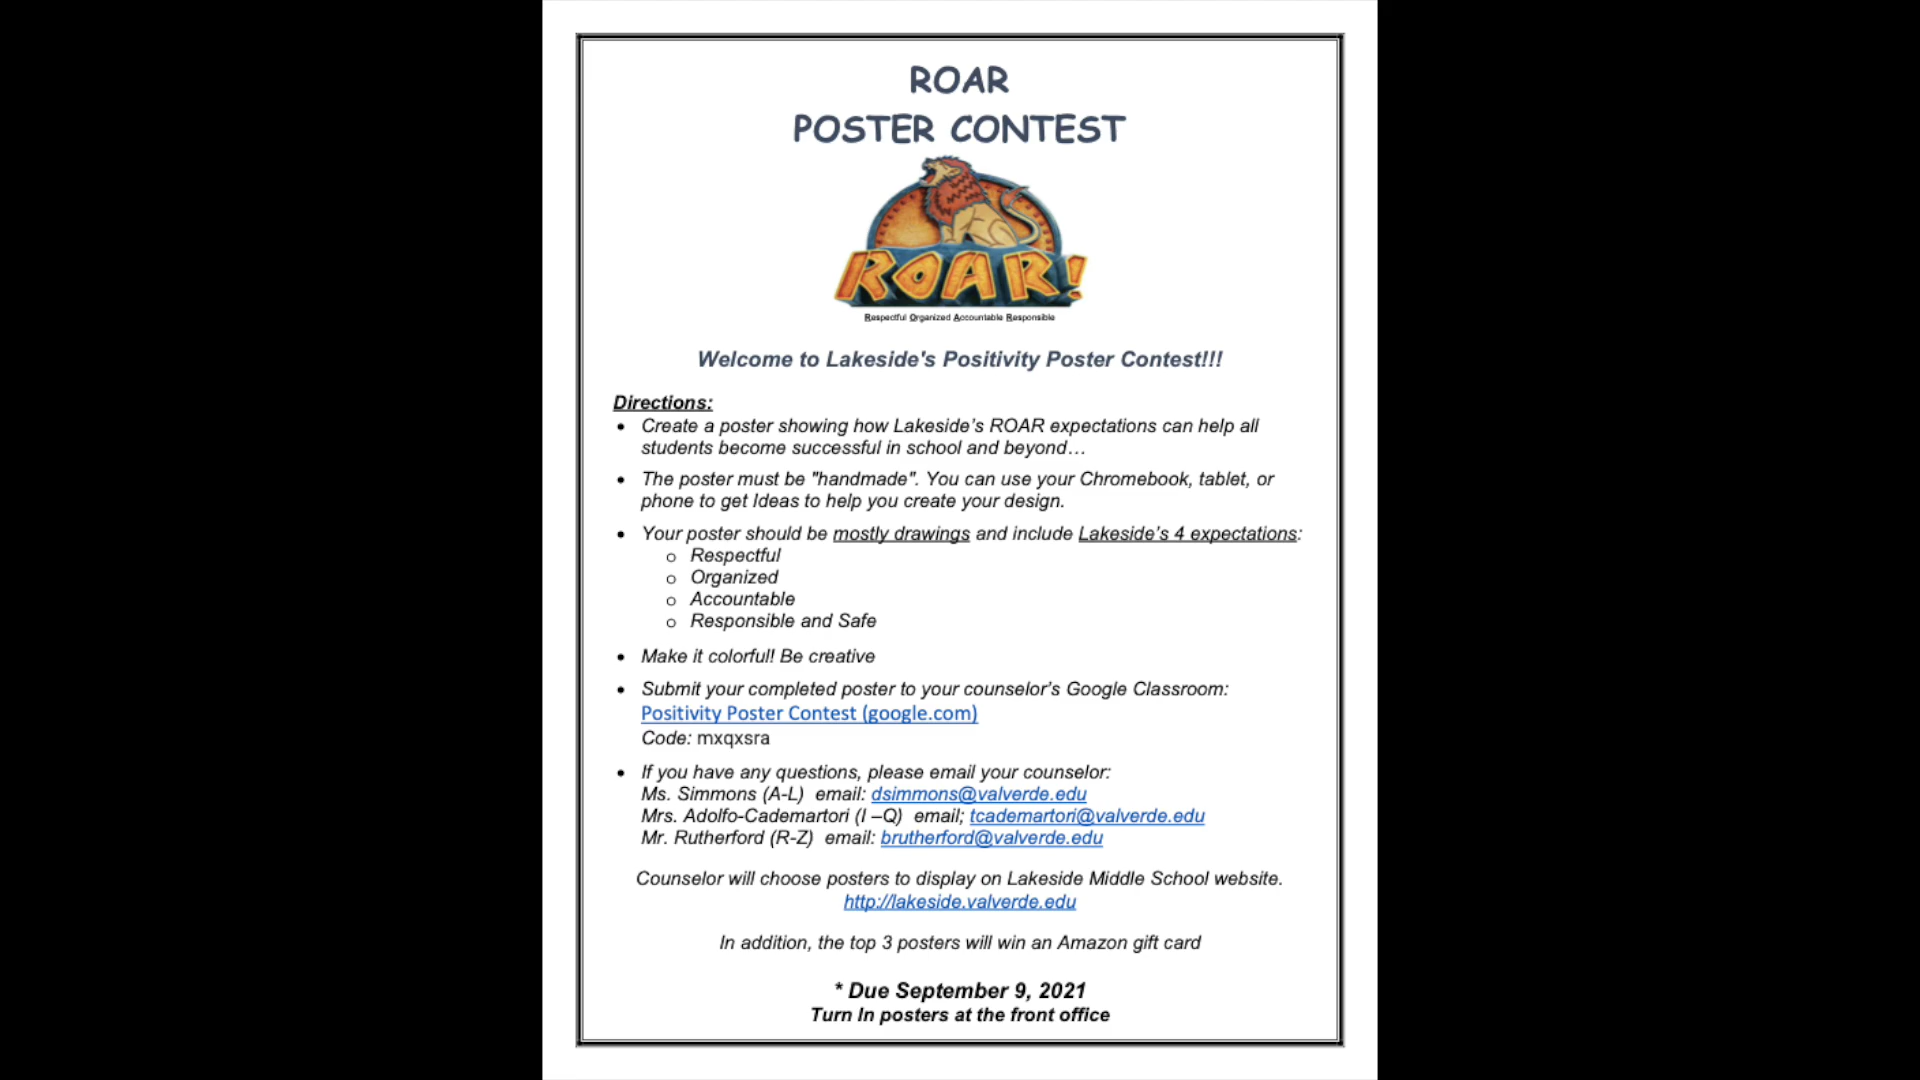 ROAR
POSTER CONTEST
ROAR!
Respectful Organized Accountable Responsible
Welcome to Lakeside's Positivity Poster Contest!!!
Directions:
• Create a poster showing how Lakeside’s ROAR expectations can help all
students become successful in school and beyond…
• The poster must be "handmade". You can use your Chromebook, tablet, or
phone to get Ideas to help you create your design.
• Your poster should be mostly drawings and include Lakeside’s 4 expectations:
o Respectful
o Organized
o Accountable
o Responsible and Safe
• Make it colorful! Be creative
• Submit your completed poster to your counselor’s Google Classroom:
Positivity Poster Contest (google.com)
Code: mxqxsra
• If you have any questions, please email your counselor:
Ms. Simmons (A-L)  email: dsimmons@valverde.edu
Mrs. Adolfo-Cademartori (I –Q)  email; tcademartori@valverde.edu
Mr. Rutherford (R-Z)  email: brutherford@valverde.edu
Counselor will choose posters to display on Lakeside Middle School website.
http://lakeside.valverde.edu
In addition, the top 3 posters will win an Amazon gift card
* Due September 9, 2021
Turn In posters at the front office